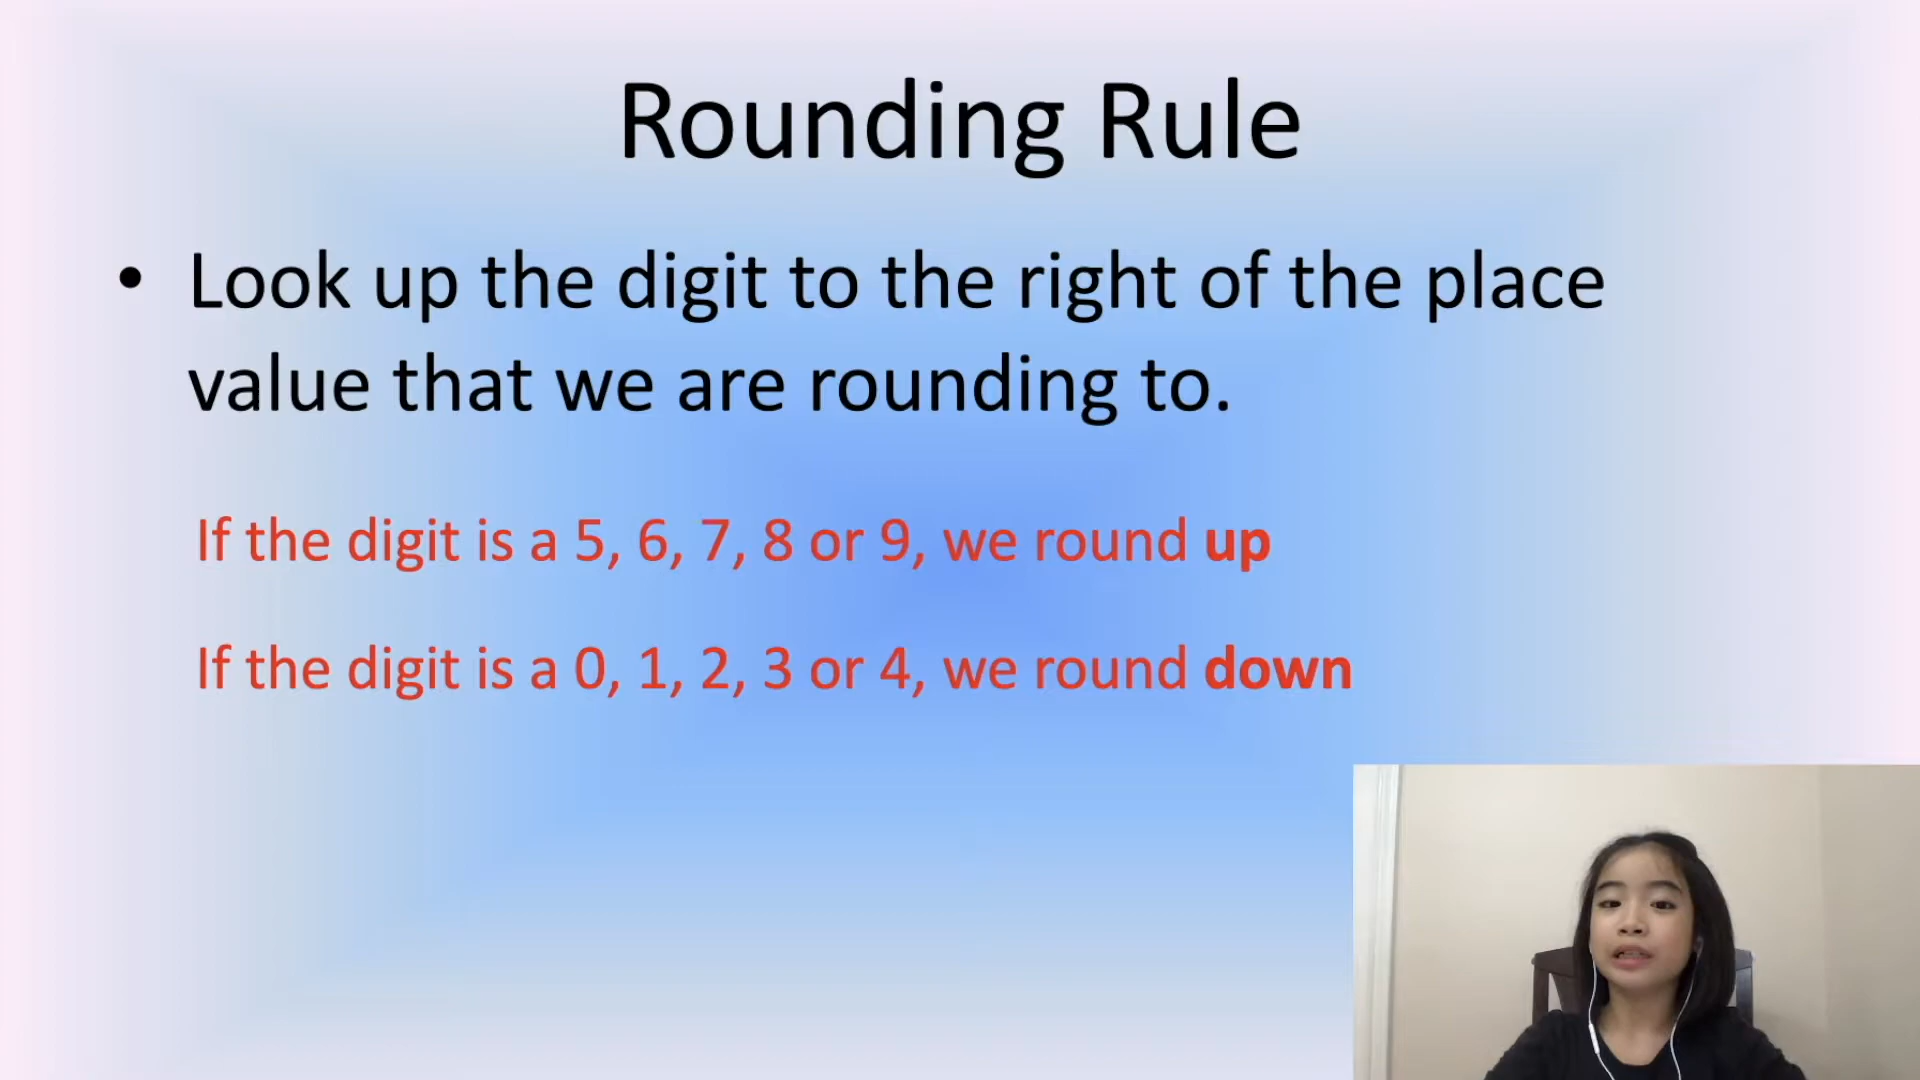 Rounding Rule
• Look up the digit to the right of the place
value that we are rounding to.
If the digit is a 5, 6, 7, 8 or 9, we round up
If the digit is a 0, 1, 2, 3 or 4, we round down